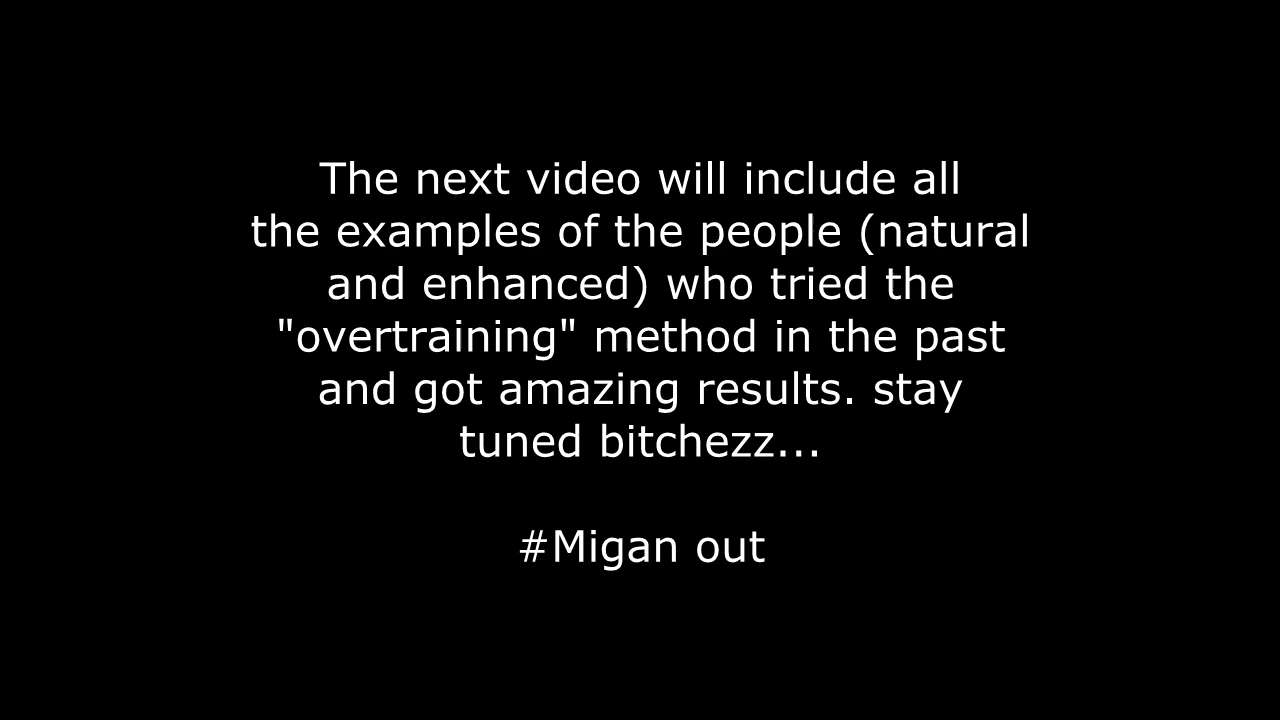 The next video will include all
the examples of the people (natural
and enhanced) who tried the
"overtraining" method in the past
and got amazing results. stay
tuned bitchezz...
#Migan out